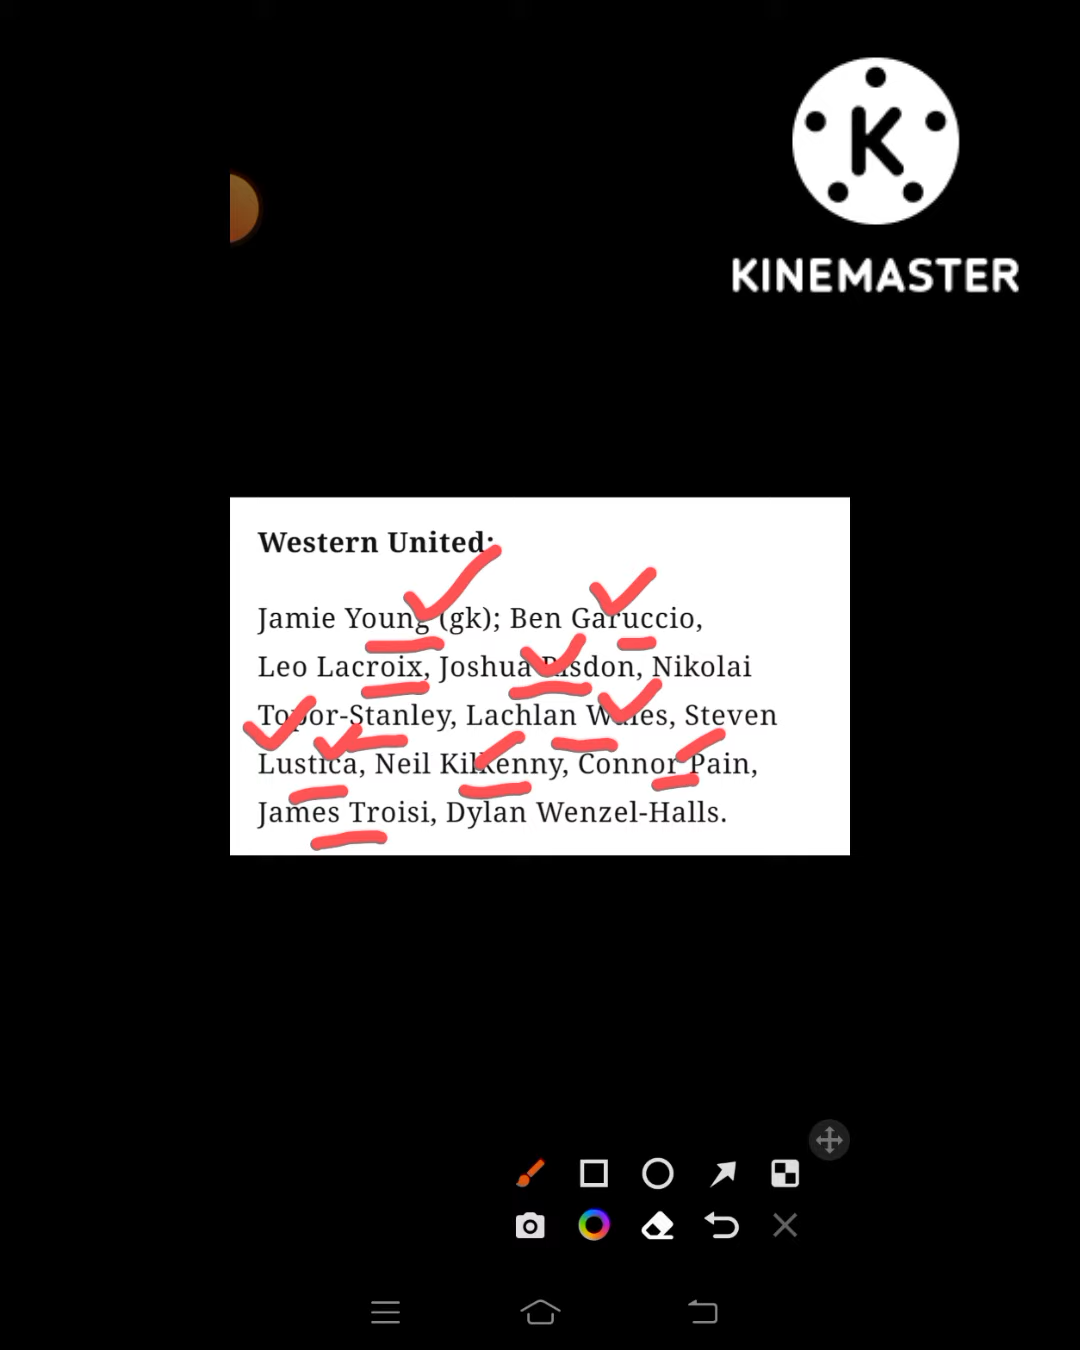 KINEMASTER
Western United:
Jamie Young (gk); Ben Garuccio,
Leo Lacroix, Joshua Risdon, Nikolai
Topor-Stanley, Lachlan Wales, Steven
Lustica, Neil Kilkenny, Connor Pain,
James Troisi, Dylan Wenzel-Halls.